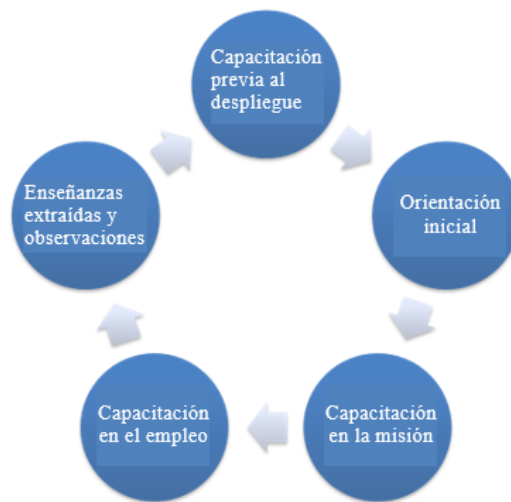 Capacitación
previa al
despliegue
Orientación
inicial
Capacitación
en la misión
Capacitación
en el empleo
Enseñanzas
extraídas y
observaciones